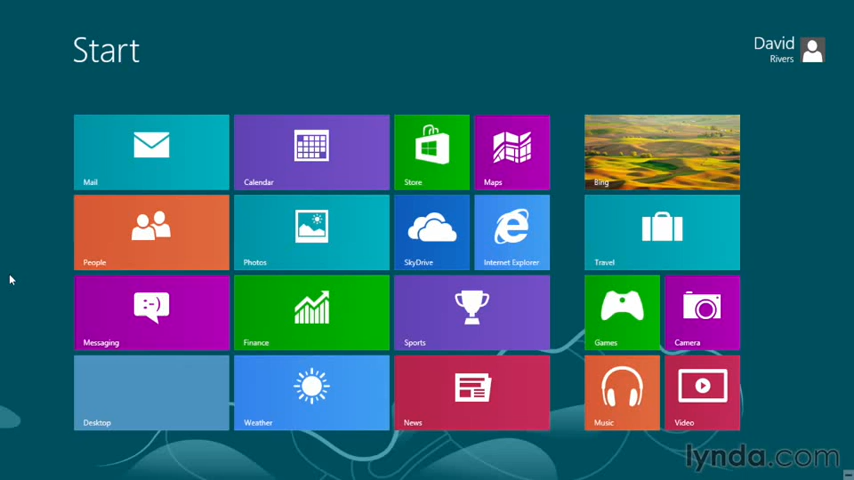 Start
David
Rivers
Mail
Calendar
Store
Maps
Bing
People
Photos
SkyDrive
Internet Explorer
Travel
Messaging
Finance
Sports
Games
Camera
Desktop
Weather
News
Music
Video
lynda.com